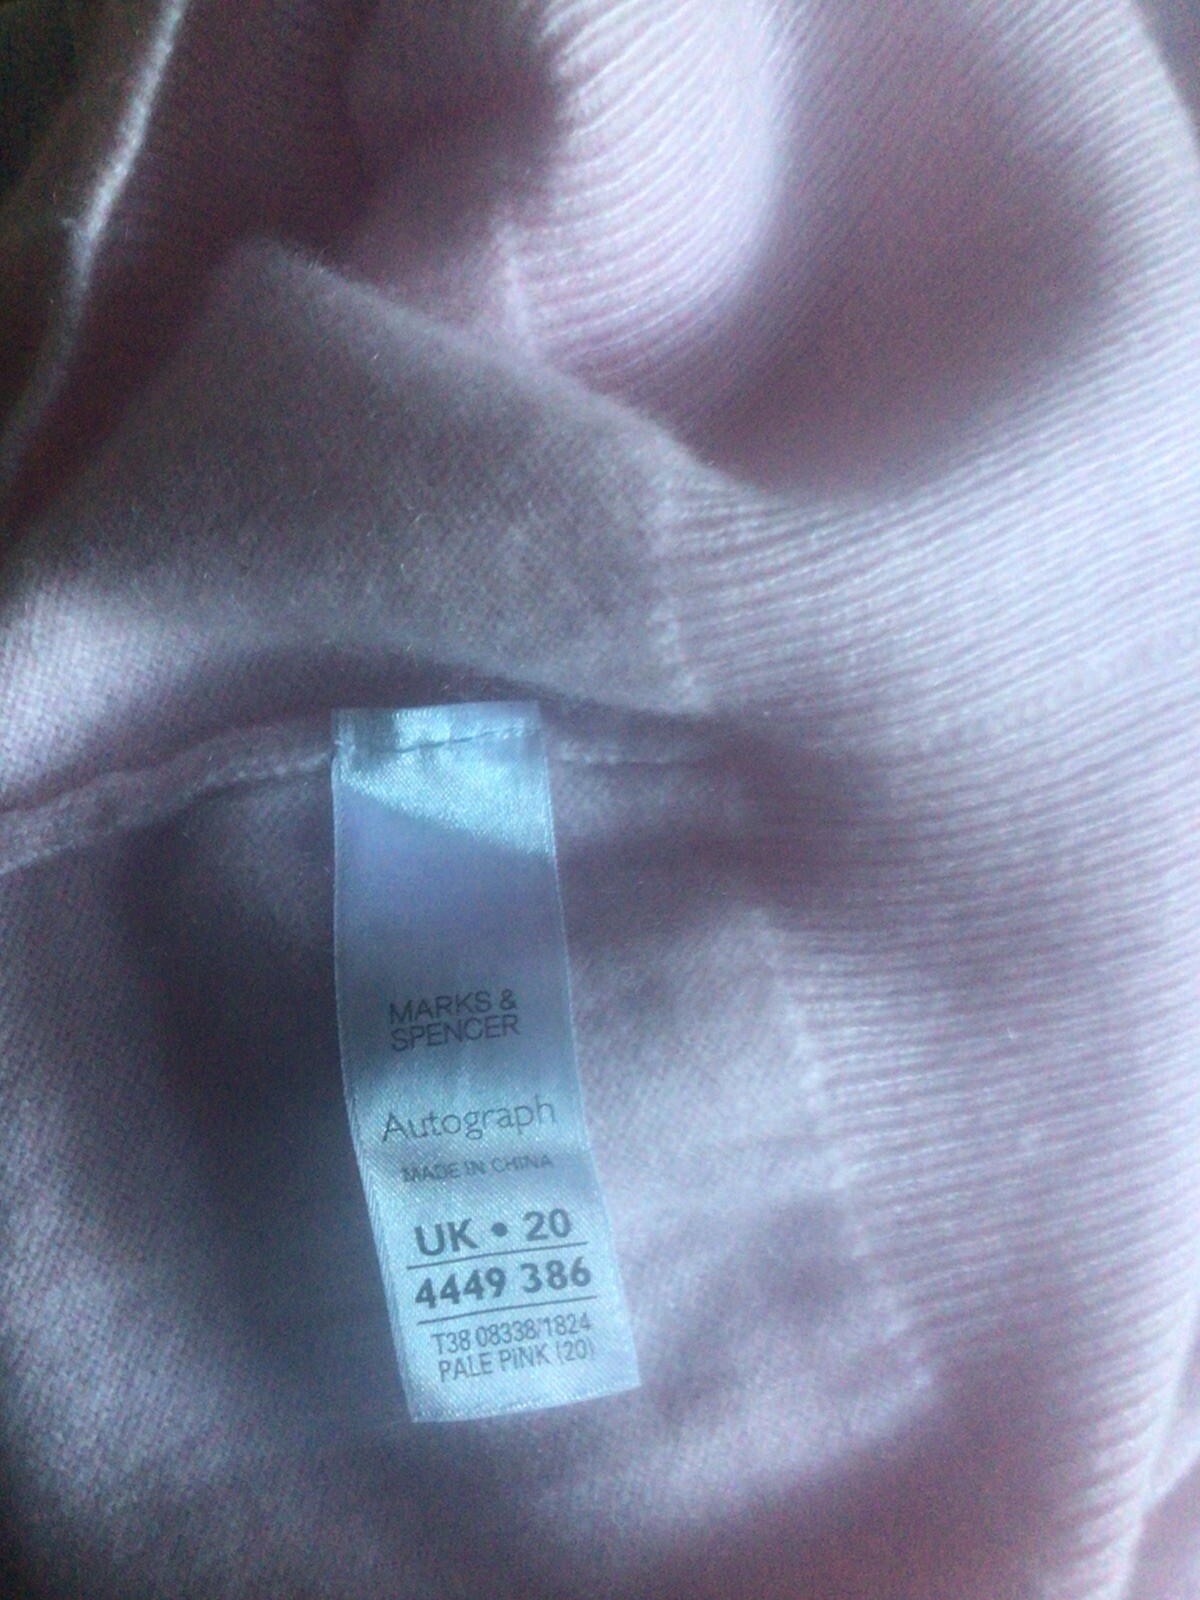 MARKS &
SPENCER
Autograph
MADE IN CHINA
UK • 20
4449 386
T38 08338/1824
PALE PINK (20)